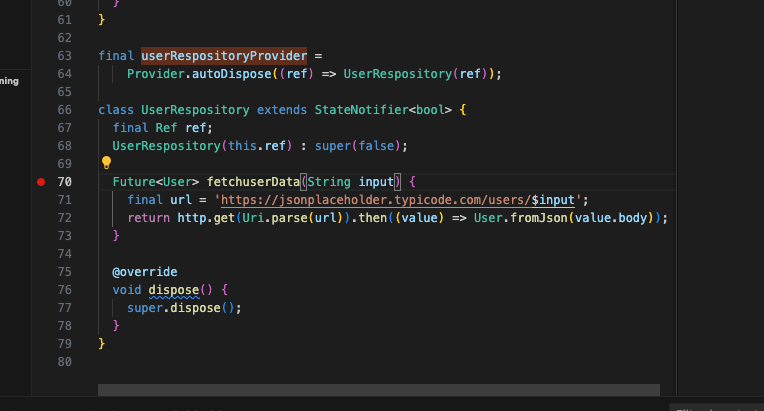 60 }
61 }
62
63 final userRespositoryProvider =
64 Provider.autoDispose((ref) => UserRespository(ref));
ning
65
66 class UserRespository extends StateNotifier<bool> {
67 final Ref ref;
68 UserRespository(this.ref) : super(false);
69
70 Future<User> fetchuserData(String input) {
71 final url = 'https://jsonplaceholder.typicode.com/users/$input';
72 return http.get(Uri.parse(url)).then((value) => User.fromJson(value.body));
73 }
74
75 @override
76 void dispose() {
77 super.dispose();
78 }
79 }
80